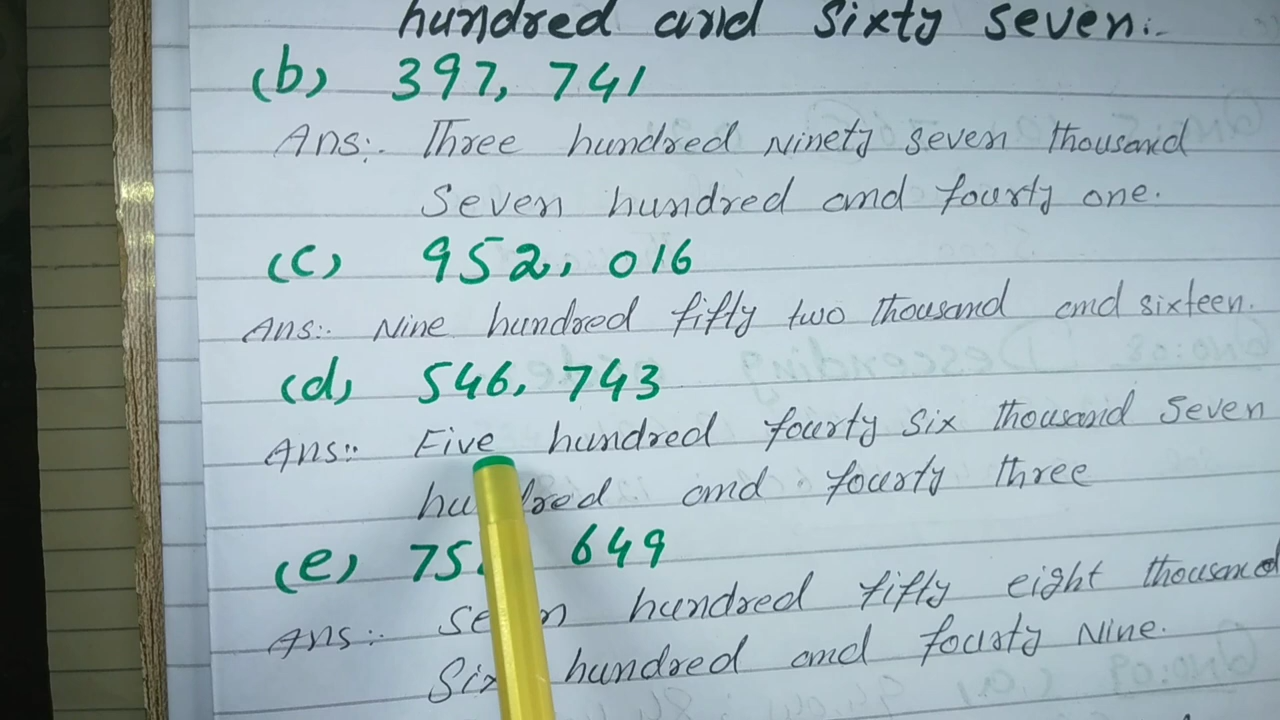 hundred and Sixty seven.
(b) 397, 741
Ans:. Three hundred Ninety seven thousand
Seven hundred and fourty one.
(c) 952, 016
Ans:. Nine hundred fifty two thousand and sixteen.
(d) 546, 743
Ans:. Five hundred fourty six thousand seven
and fourty three
(e) 649
Ans:. hundred fifty eight thousand
hundred and fourty Nine.